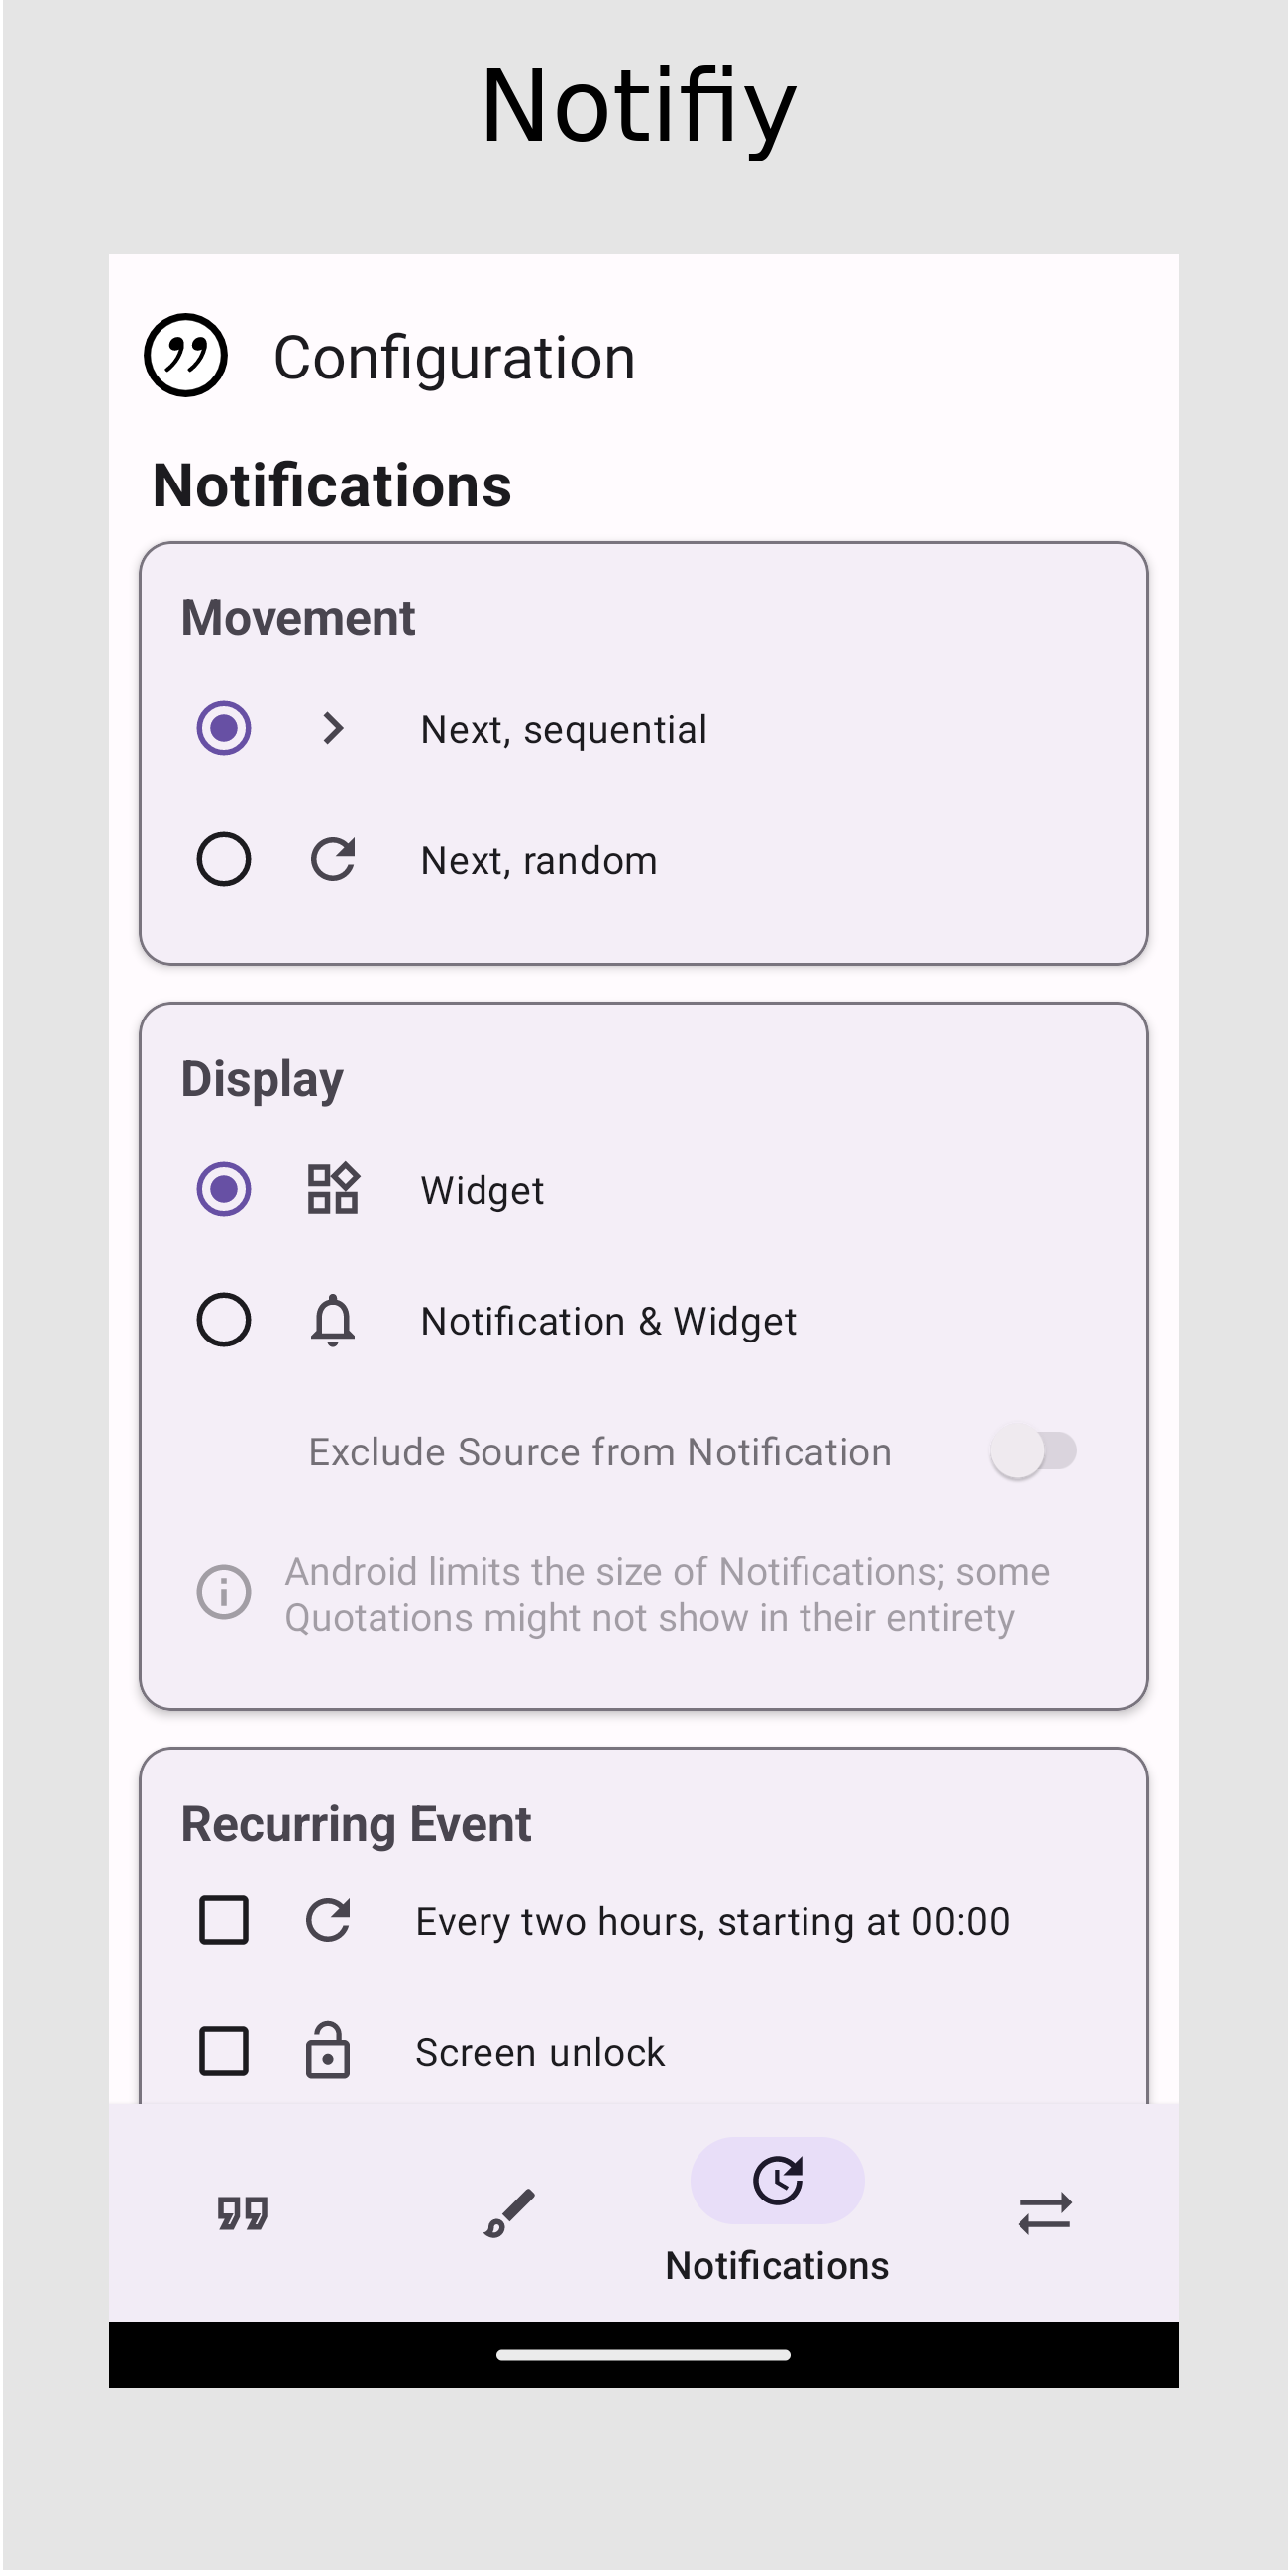 Notifiy
Configuration
Notifications
Movement
Next, sequential
Next, random
Display
Widget
Notification & Widget
Exclude Source from Notification
Android limits the size of Notifications; some
Quotations might not show in their entirety
Recurring Event
Every two hours, starting at 00:00
Screen unlock
Notifications